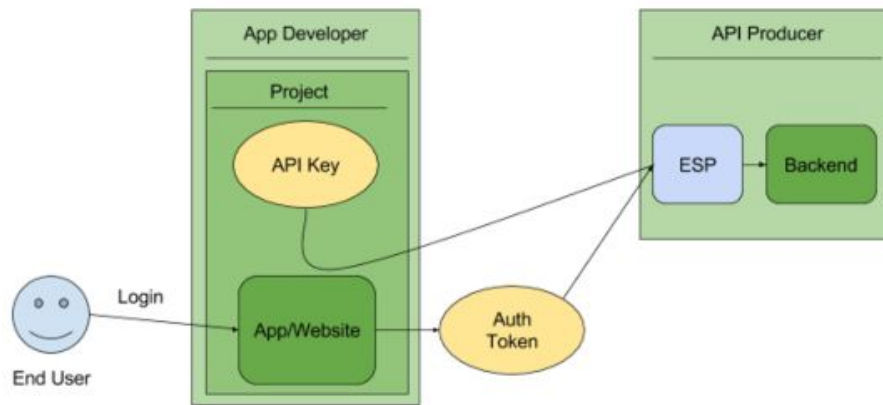 App Developer
API Producer
Project
API Key
ESP
Backend
Login
App/Website
Auth
Token
End User